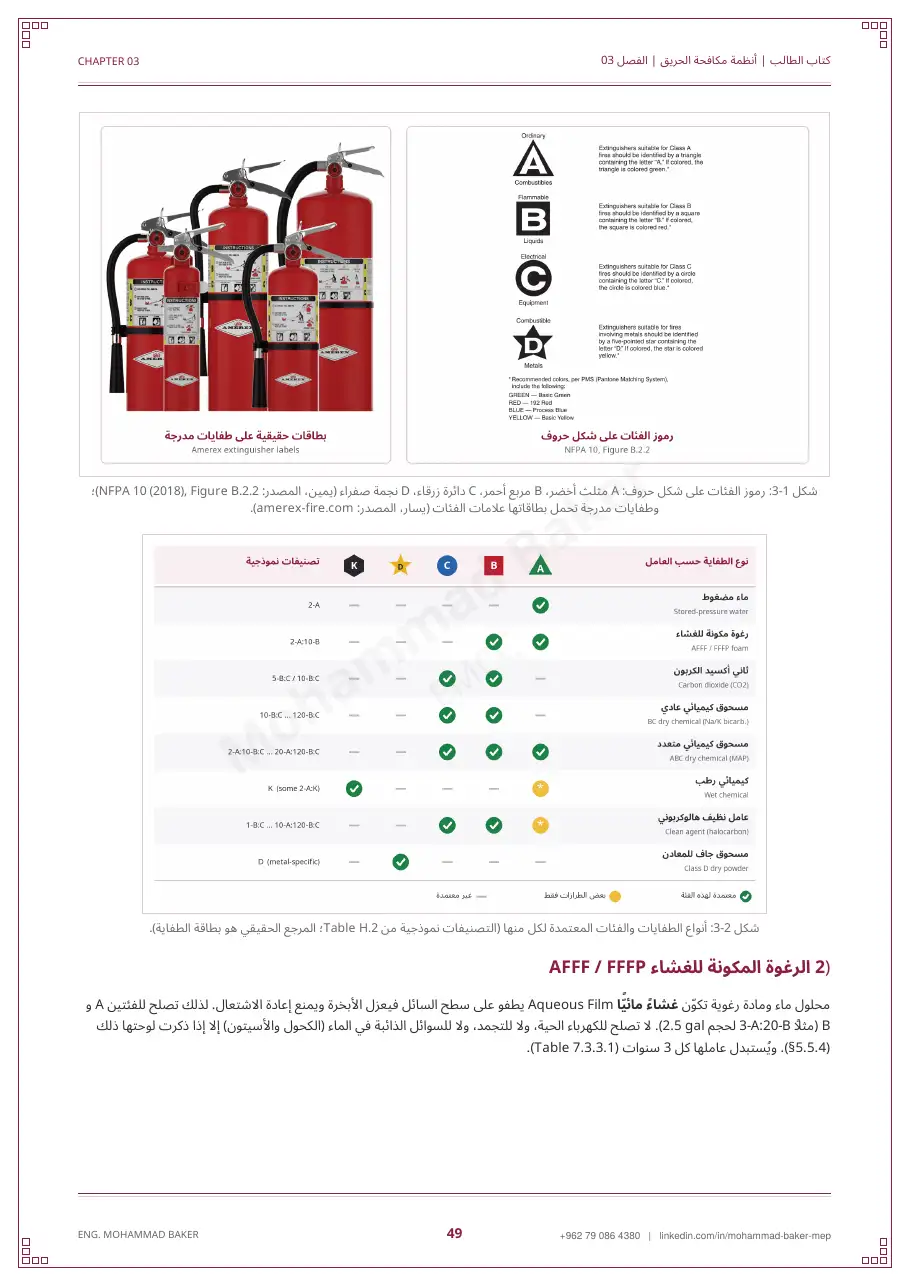 كتاب الطالب | أنظمة مكافحة الحريق | الفصل 03
CHAPTER 03
Ordinary
A
Combustibles
Extinguishers suitable for Class A
fires should be identified by a triangle
containing the letter “A.” If colored, the
triangle is colored green.*
Flammable
B
Liquids
Extinguishers suitable for Class B
fires should be identified by a square
containing the letter “B.” If colored,
the square is colored red.*
Electrical
C
Equipment
Extinguishers suitable for Class C
fires should be identified by a circle
containing the letter “C.” If colored,
the circle is colored blue.*
Combustible
D
Metals
Extinguishers suitable for fires
involving metals should be identified
by a five-pointed star containing the
letter “D.” If colored, the star is colored
yellow.*
*Recommended colors, per PMS (Pantone Matching System),
include the following:
GREEN — Basic Green
RED — 192 Red
BLUE — Process Blue
YELLOW — Basic Yellow
رموز الفئات على شكل حروف
NFPA 10, Figure B.2.2
INSTRUCTIONS
INSTRUCTIONS
INSTRUCTIONS
INSTRUCTIONS
AMEREX
AMEREX
AMEREX
بطاقات حقيقية على طفايات مدرجة
Amerex extinguisher labels
شكل 1-3: رموز الفئات على شكل حروف: A مثلث أخضر، B مربع أحمر، C دائرة زرقاء، D نجمة صفراء (يمين، المصدر: NFPA 10 (2018), Figure B.2.2)؛
وطفايات مدرجة تحمل بطاقاتها علامات الفئات (يسار، المصدر: amerex-fire.com).
نوع الطفاية حسب العامل A B C D K تصنيفات نموذجية
ماء مضغوط
Stored-pressure water
— — — — 2-A
رغوة مكونة للغشاء
AFFF / FFFP foam
— — — 2-A:10-B
ثاني أكسيد الكربون
Carbon dioxide (CO2)
— — — 5-B:C / 10-B:C
مسحوق كيميائي عادي
BC dry chemical (Na/K bicarb.)
— — — 10-B:C ... 120-B:C
مسحوق كيميائي متعدد
ABC dry chemical (MAP)
— — 2-A:10-B:C ... 20-A:120-B:C
كيميائي رطب
Wet chemical
* — — — K (some 2-A:K)
عامل نظيف هالوكربوني
Clean agent (halocarbon)
* — — 1-B:C ... 10-A:120-B:C
مسحوق جاف للمعادن
Class D dry powder
— — — — D (metal-specific)
معتمدة لهذه الفئة
بعض الطرازات فقط
— غير معتمدة
Mohammad Baker
شكل 2-3: أنواع الطفايات والفئات المعتمدة لكل منها (التصنيفات نموذجية من Table H.2؛ المرجع الحقيقي هو بطاقة الطفاية).
2) الرغوة المكونة للغشاء AFFF / FFFP
محلول ماء ومادة رغوية تكوّن غشاءً مائيًّا Aqueous Film يطفو على سطح السائل فيعزل الأبخرة ويمنع إعادة الاشتعال. لذلك تصلح للفئتين A و
B (مثلًا 3-A:20-B لحجم 2.5 gal). لا تصلح للكهرباء الحية، ولا للتجمد، ولا للسوائل الذائبة في الماء (الكحول والأسيتون) إلا إذا ذكرت لوحتها ذلك
(§5.5.4). ويُستبدل عاملها كل 3 سنوات (Table 7.3.3.1).
ENG. MOHAMMAD BAKER
49
+962 79 086 4380 | linkedin.com/in/mohammad-baker-mep